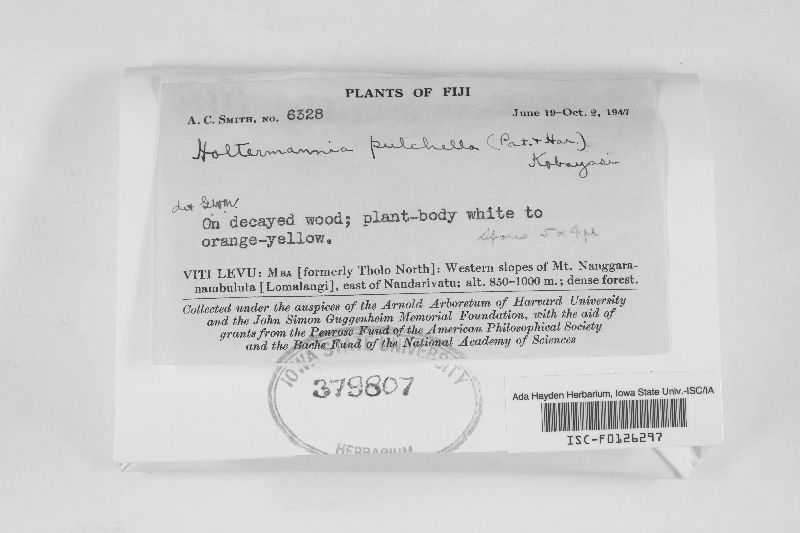 PLANTS OF FIJI
A. C. SMITH, NO. 6328 June 19-Oct. 2, 1947
Holtermannia pulchella (Pat. + Har.)
Kobayasi
det GWM
On decayed wood; plant-body white to
orange-yellow.
Spores 5 x 4 μ
VITI LEVU: MBA [formerly Tholo North]: Western slopes of Mt. Nanggara-
nambuluta [Lomalangi], east of Nandarivatu; alt. 850-1000 m.; dense forest.
Collected under the auspices of the Arnold Arboretum of Harvard University
and the John Simon Guggenheim Memorial Foundation, with the aid of
grants from the Penrose Fund of the American Philosophical Society
and the Bache Fund of the National Academy of Sciences
IOWA STATE UNIVERSITY
379807
HERBARIUM
Ada Hayden Herbarium, Iowa State Univ.-ISC/IA
ISC-F0126297